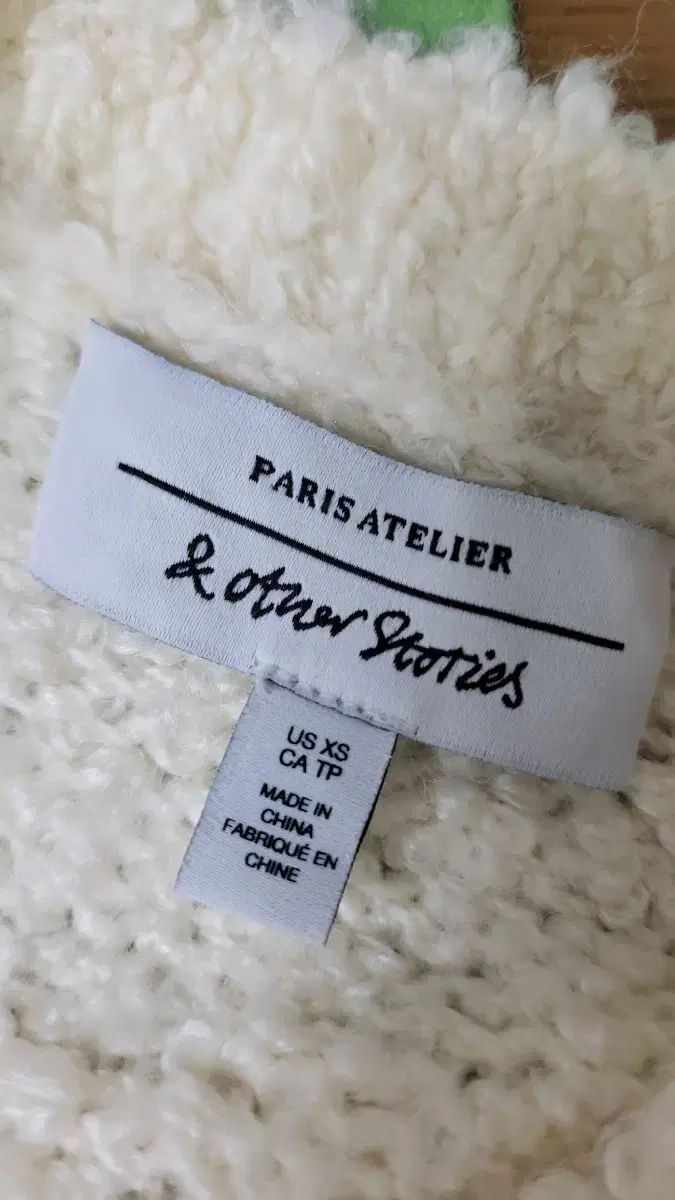 PARIS ATELIER
& other Stories
US XS
CA TP
MADE IN
CHINA
FABRIQUÉ EN
CHINE